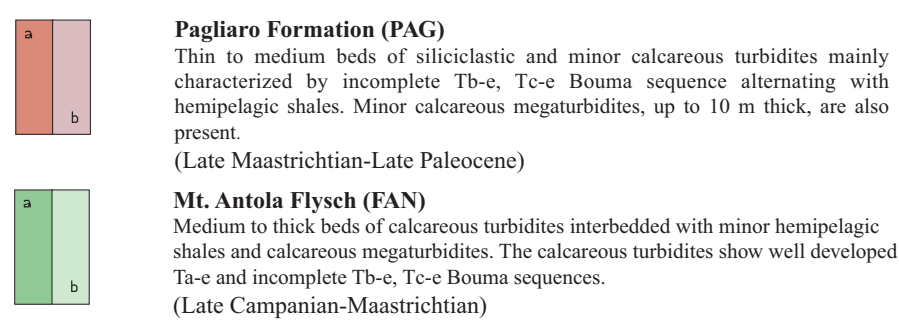 a
b
Pagliaro Formation (PAG)
Thin to medium beds of siliciclastic and minor calcareous turbidites mainly
characterized by incomplete Tb-e, Tc-e Bouma sequence alternating with
hemipelagic shales. Minor calcareous megaturbidites, up to 10 m thick, are also
present.
(Late Maastrichtian-Late Paleocene)
a
b
Mt. Antola Flysch (FAN)
Medium to thick beds of calcareous turbidites interbedded with minor hemipelagic
shales and calcareous megaturbidites. The calcareous turbidites show well developed
Ta-e and incomplete Tb-e, Tc-e Bouma sequences.
(Late Campanian-Maastrichtian)